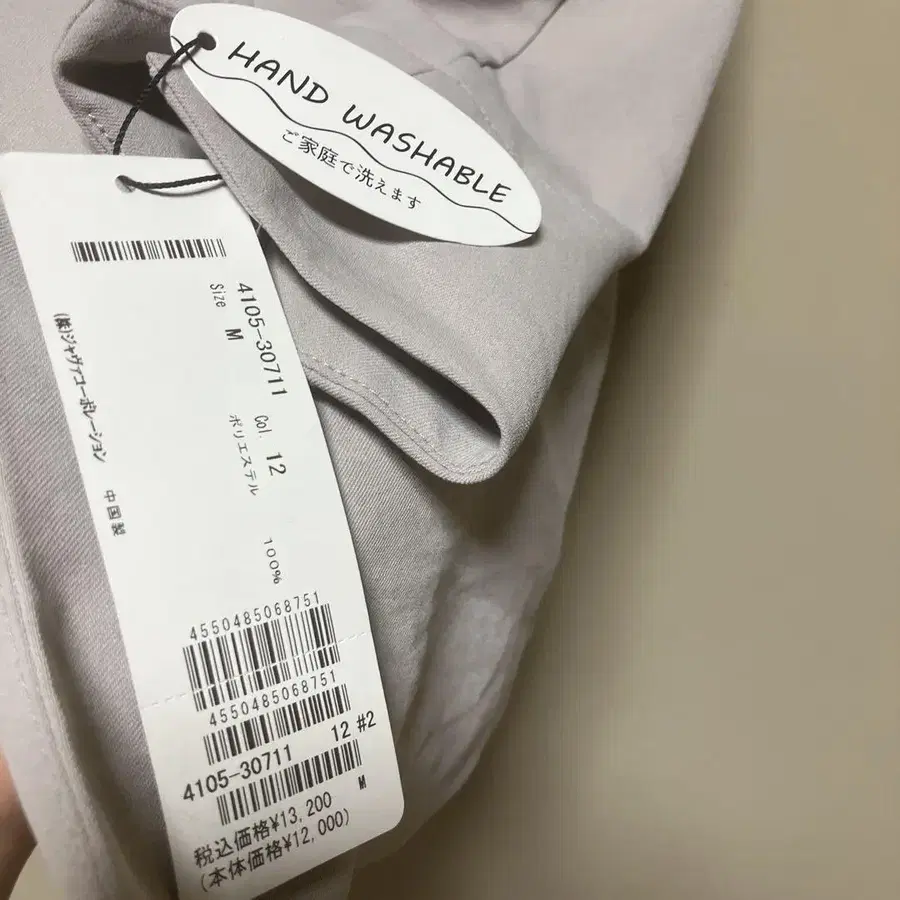 HAND WASHABLE
ご家庭で洗えます
4105-30711
Size M
Col. 12
ポリエステル
100%
(株)ジャヴァコーポレーション 中国製
4550485068751
4550485068751
4105-30711 12 #2
M
税込価格¥13,200
(本体価格¥12,000)